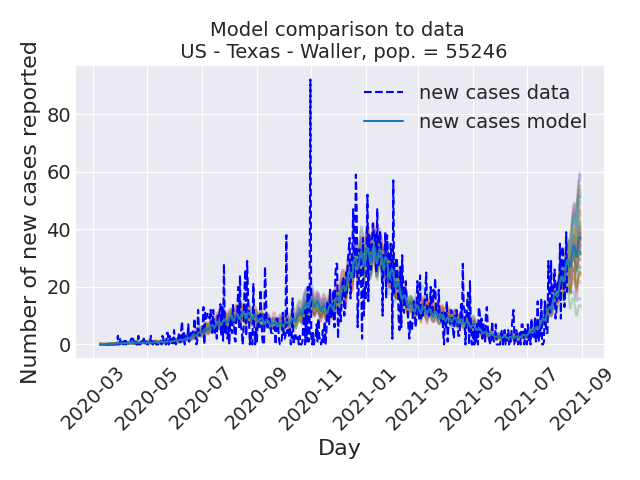 Model comparison to data
US - Texas - Waller, pop. = 55246
Number of new cases reported
80
60
40
20
0
new cases data
new cases model
2020-03
2020-05
2020-07
2020-09
2020-11
2021-01
2021-03
2021-05
2021-07
2021-09
Day